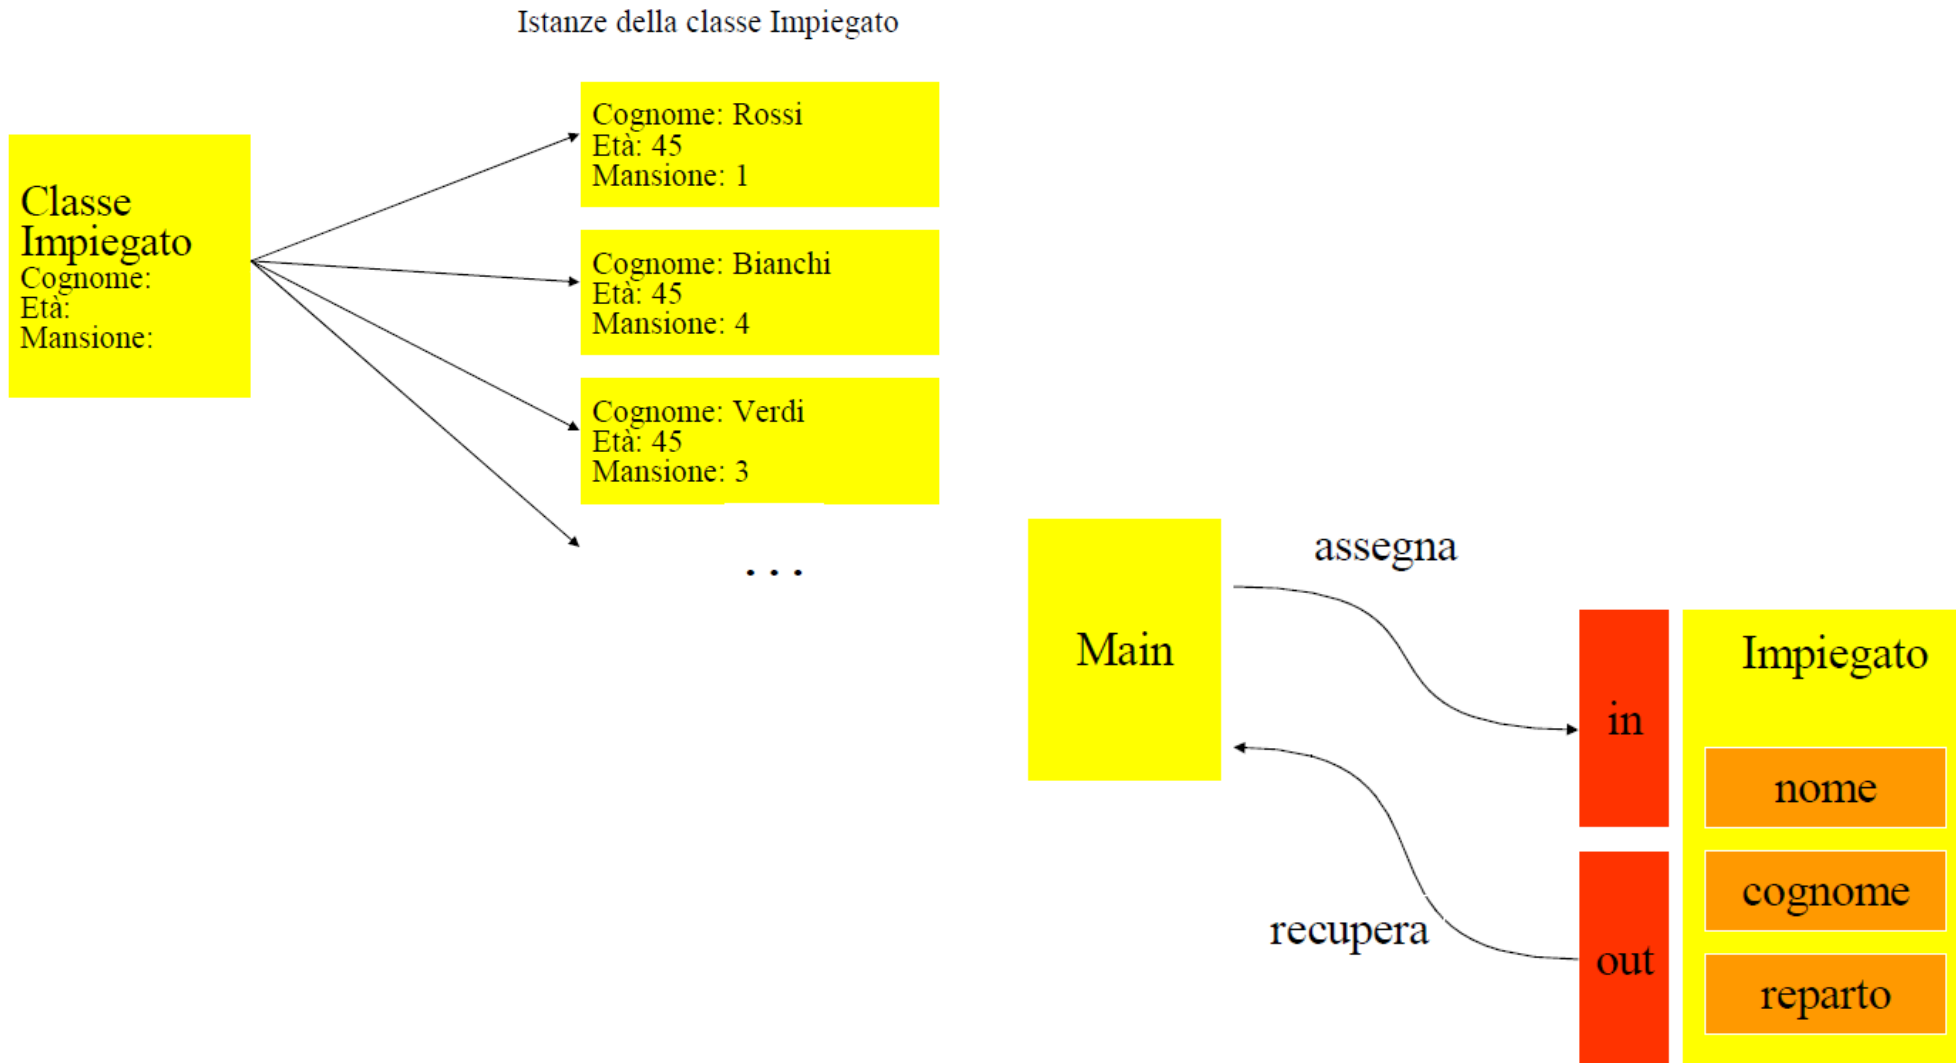 Istanze della classe Impiegato
Classe
Impiegato
Cognome:
Età:
Mansione:
Cognome: Rossi
Età: 45
Mansione: 1
Cognome: Bianchi
Età: 45
Mansione: 4
Cognome: Verdi
Età: 45
Mansione: 3
...
Main
assegna
recupera
in
out
Impiegato
nome
cognome
reparto